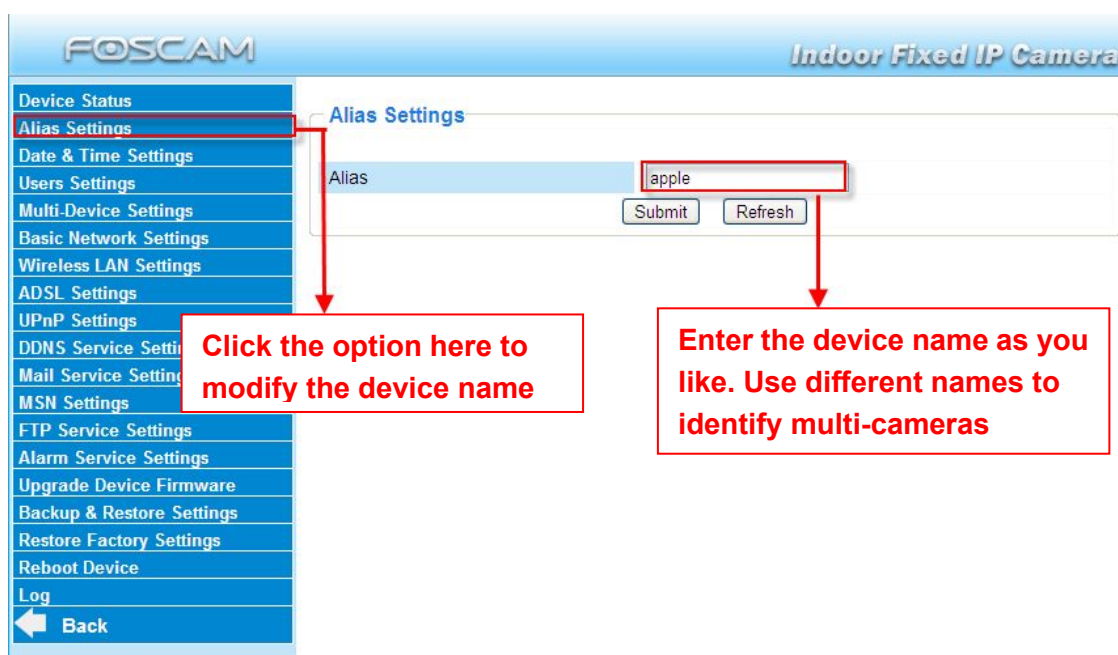 FOSCAM
Indoor Fixed IP Camera
Device Status
Alias Settings
Date & Time Settings
Users Settings
Multi-Device Settings
Basic Network Settings
Wireless LAN Settings
ADSL Settings
UPnP Settings
DDNS Service Settin
Mail Service Setting
MSN Settings
FTP Service Settings
Alarm Service Settings
Upgrade Device Firmware
Backup & Restore Settings
Restore Factory Settings
Reboot Device
Log
Back
Alias Settings
Alias
apple
Submit Refresh
Click the option here to
modify the device name
Enter the device name as you
like. Use different names to
identify multi-cameras